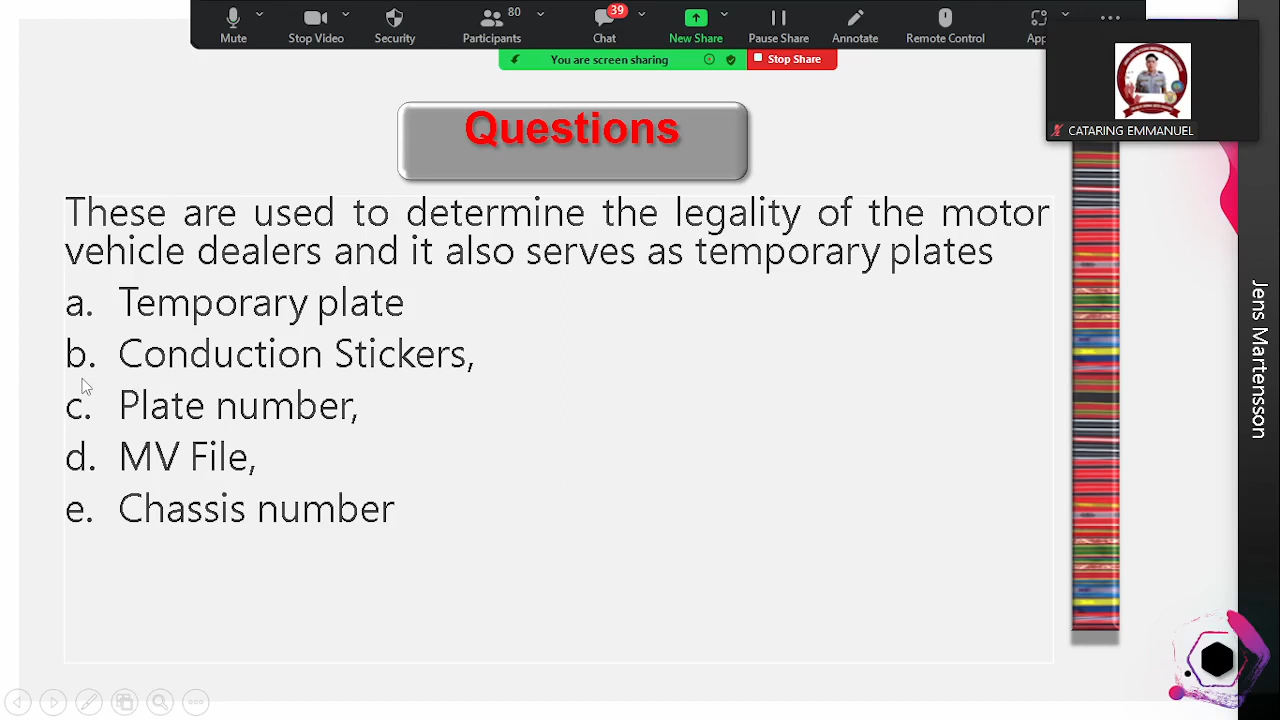 80
39
Mute
Stop Video
Security
Participants
Chat
New Share
Pause Share
Annotate
Remote Control
App
You are screen sharing
Stop Share
CATARING EMMANUEL
Questions
These are used to determine the legality of the motor
vehicle dealers and it also serves as temporary plates
a. Temporary plate
b. Conduction Stickers,
c. Plate number,
d. MV File,
e. Chassis number
Jens Martensson